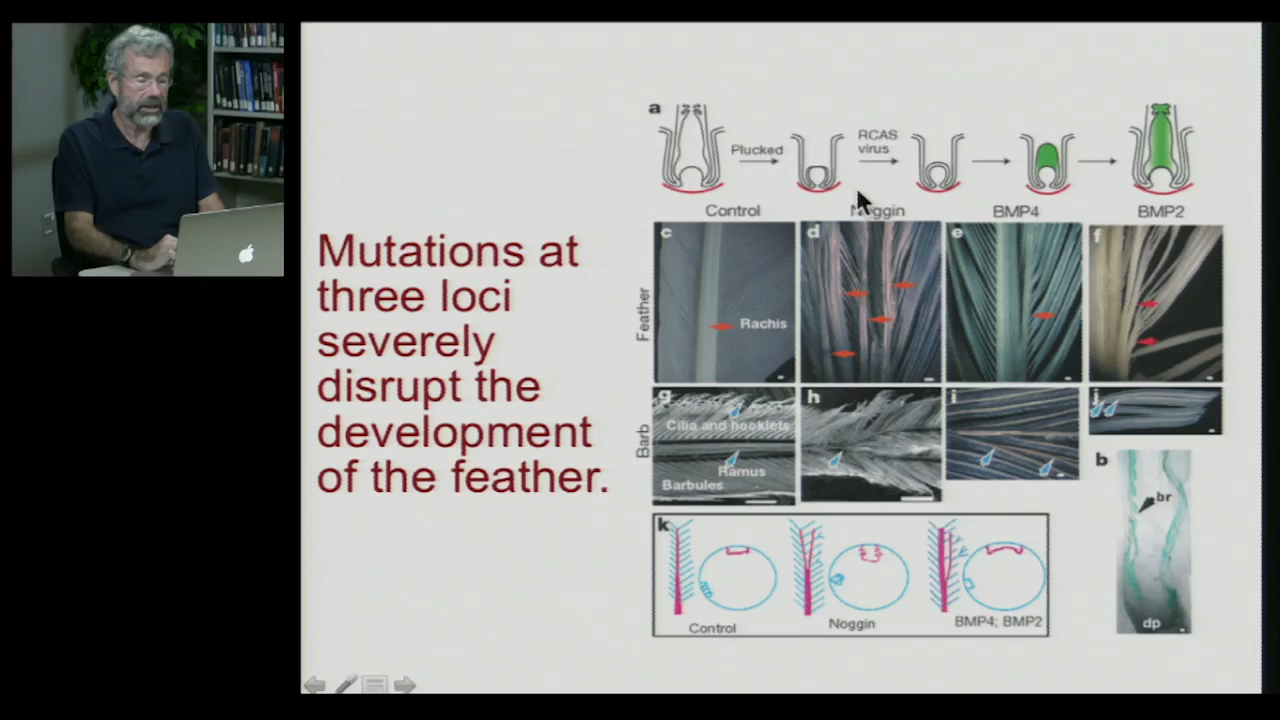 Mutations at
three loci
severely
disrupt the
development
of the feather.
a
Plucked
RCAS
virus
Control
Noggin
BMP4
BMP2
Feather
c
Rachis
d
e
f
Barb
g
Cilia and hooklets
Ramus
Barbules
h
i
j
b
br
dp
k
Control
Noggin
BMP4; BMP2